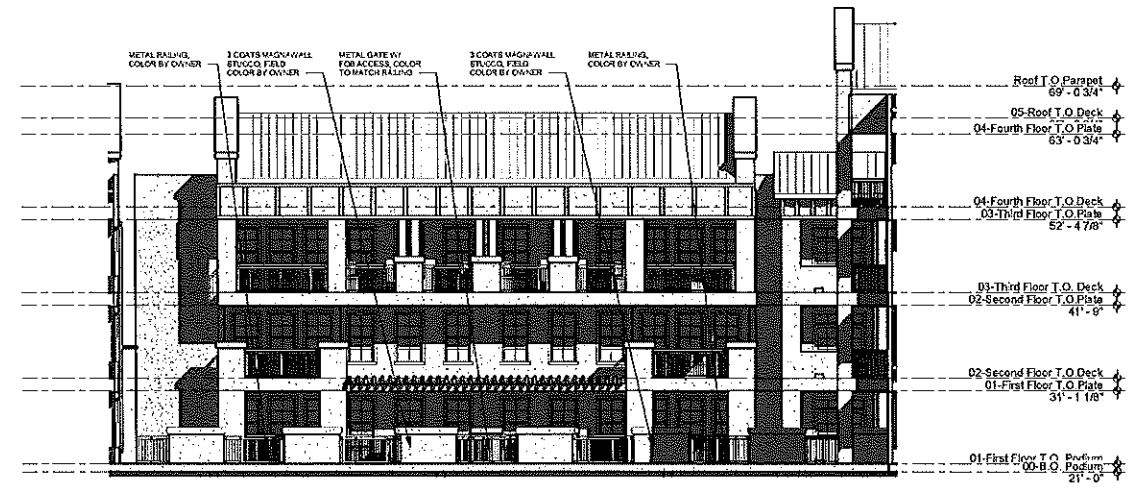 METAL RAILING,
COLOR BY OWNER
3 COATS MAGNAWALL
STUCCO, FIELD
COLOR BY OWNER
METAL GATE W/
FOB ACCESS, COLOR
TO MATCH RAILING
3 COATS MAGNAWALL
STUCCO, FIELD
COLOR BY OWNER
METAL RAILING,
COLOR BY OWNER
Roof T.O.Parapet
69' - 0 3/4"
05-Roof T.O.Deck
04-Fourth Floor T.O.Plate
63' - 0 3/4"
04-Fourth Floor T.O.Deck
03-Third Floor T.O.Plate
52' - 4 7/8"
03-Third Floor T.O. Deck
02-Second Floor T.O.Plate
41' - 9"
02-Second Floor T.O.Deck
01-First Floor T.O.Plate
31' - 1 1/8"
01-First Floor T.O. Podium
00-B.O. Podium
21' - 0"